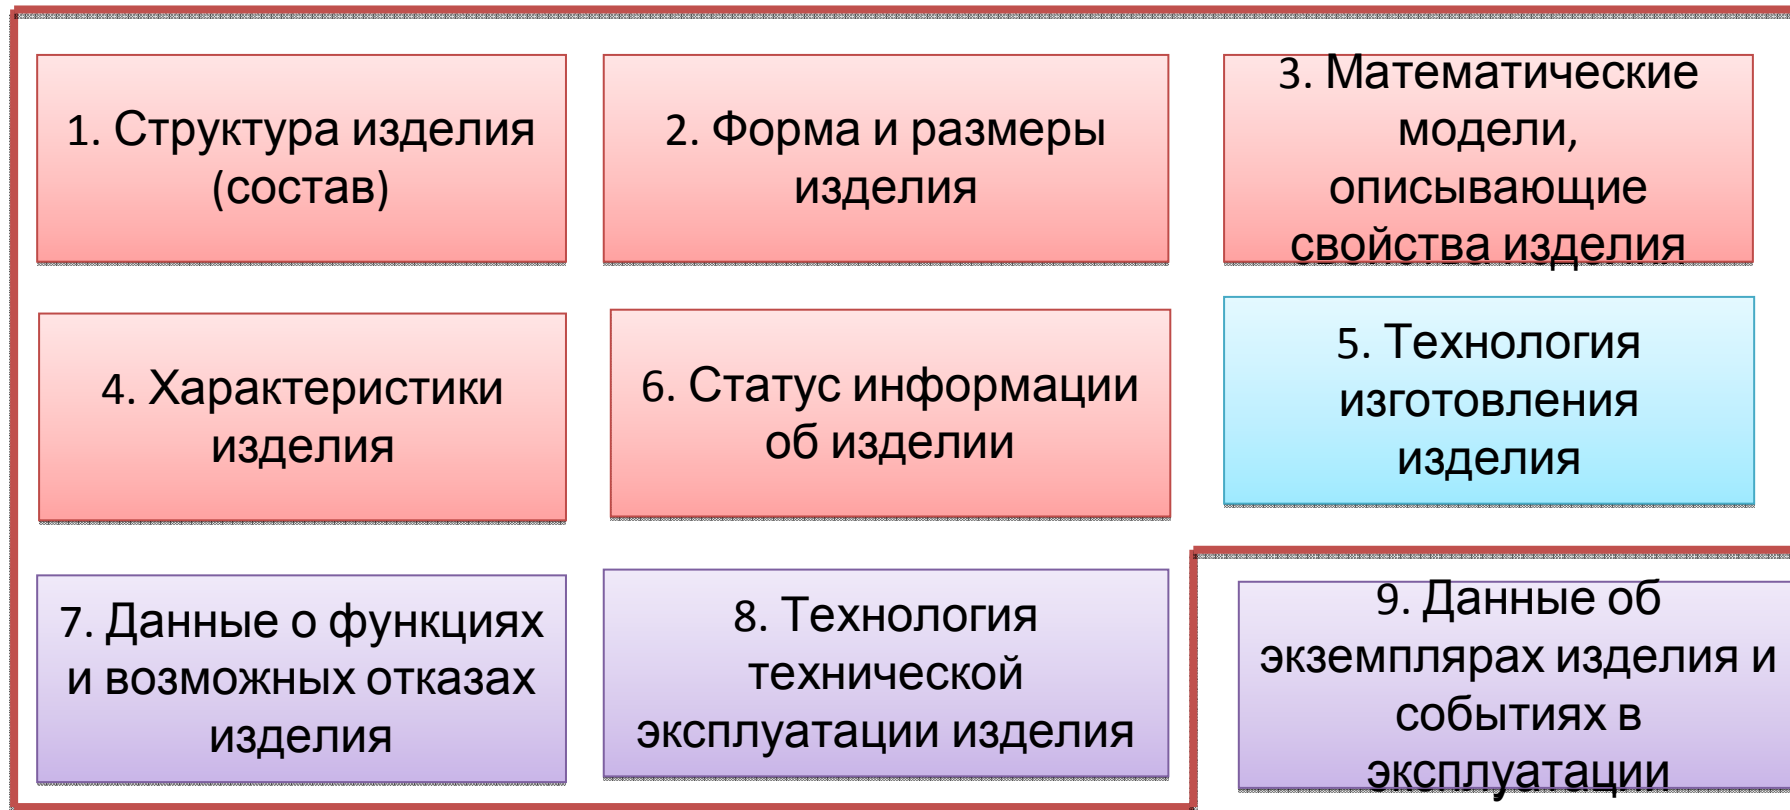 1. Структура изделия
(состав)
2. Форма и размеры
изделия
3. Математические
модели,
описывающие
свойства изделия
4. Характеристики
изделия
6. Статус информации
об изделии
5. Технология
изготовления
изделия
7. Данные о функциях
и возможных отказах
изделия
8. Технология
технической
эксплуатации изделия
9. Данные об
экземплярах изделия и
событиях в
эксплуатации